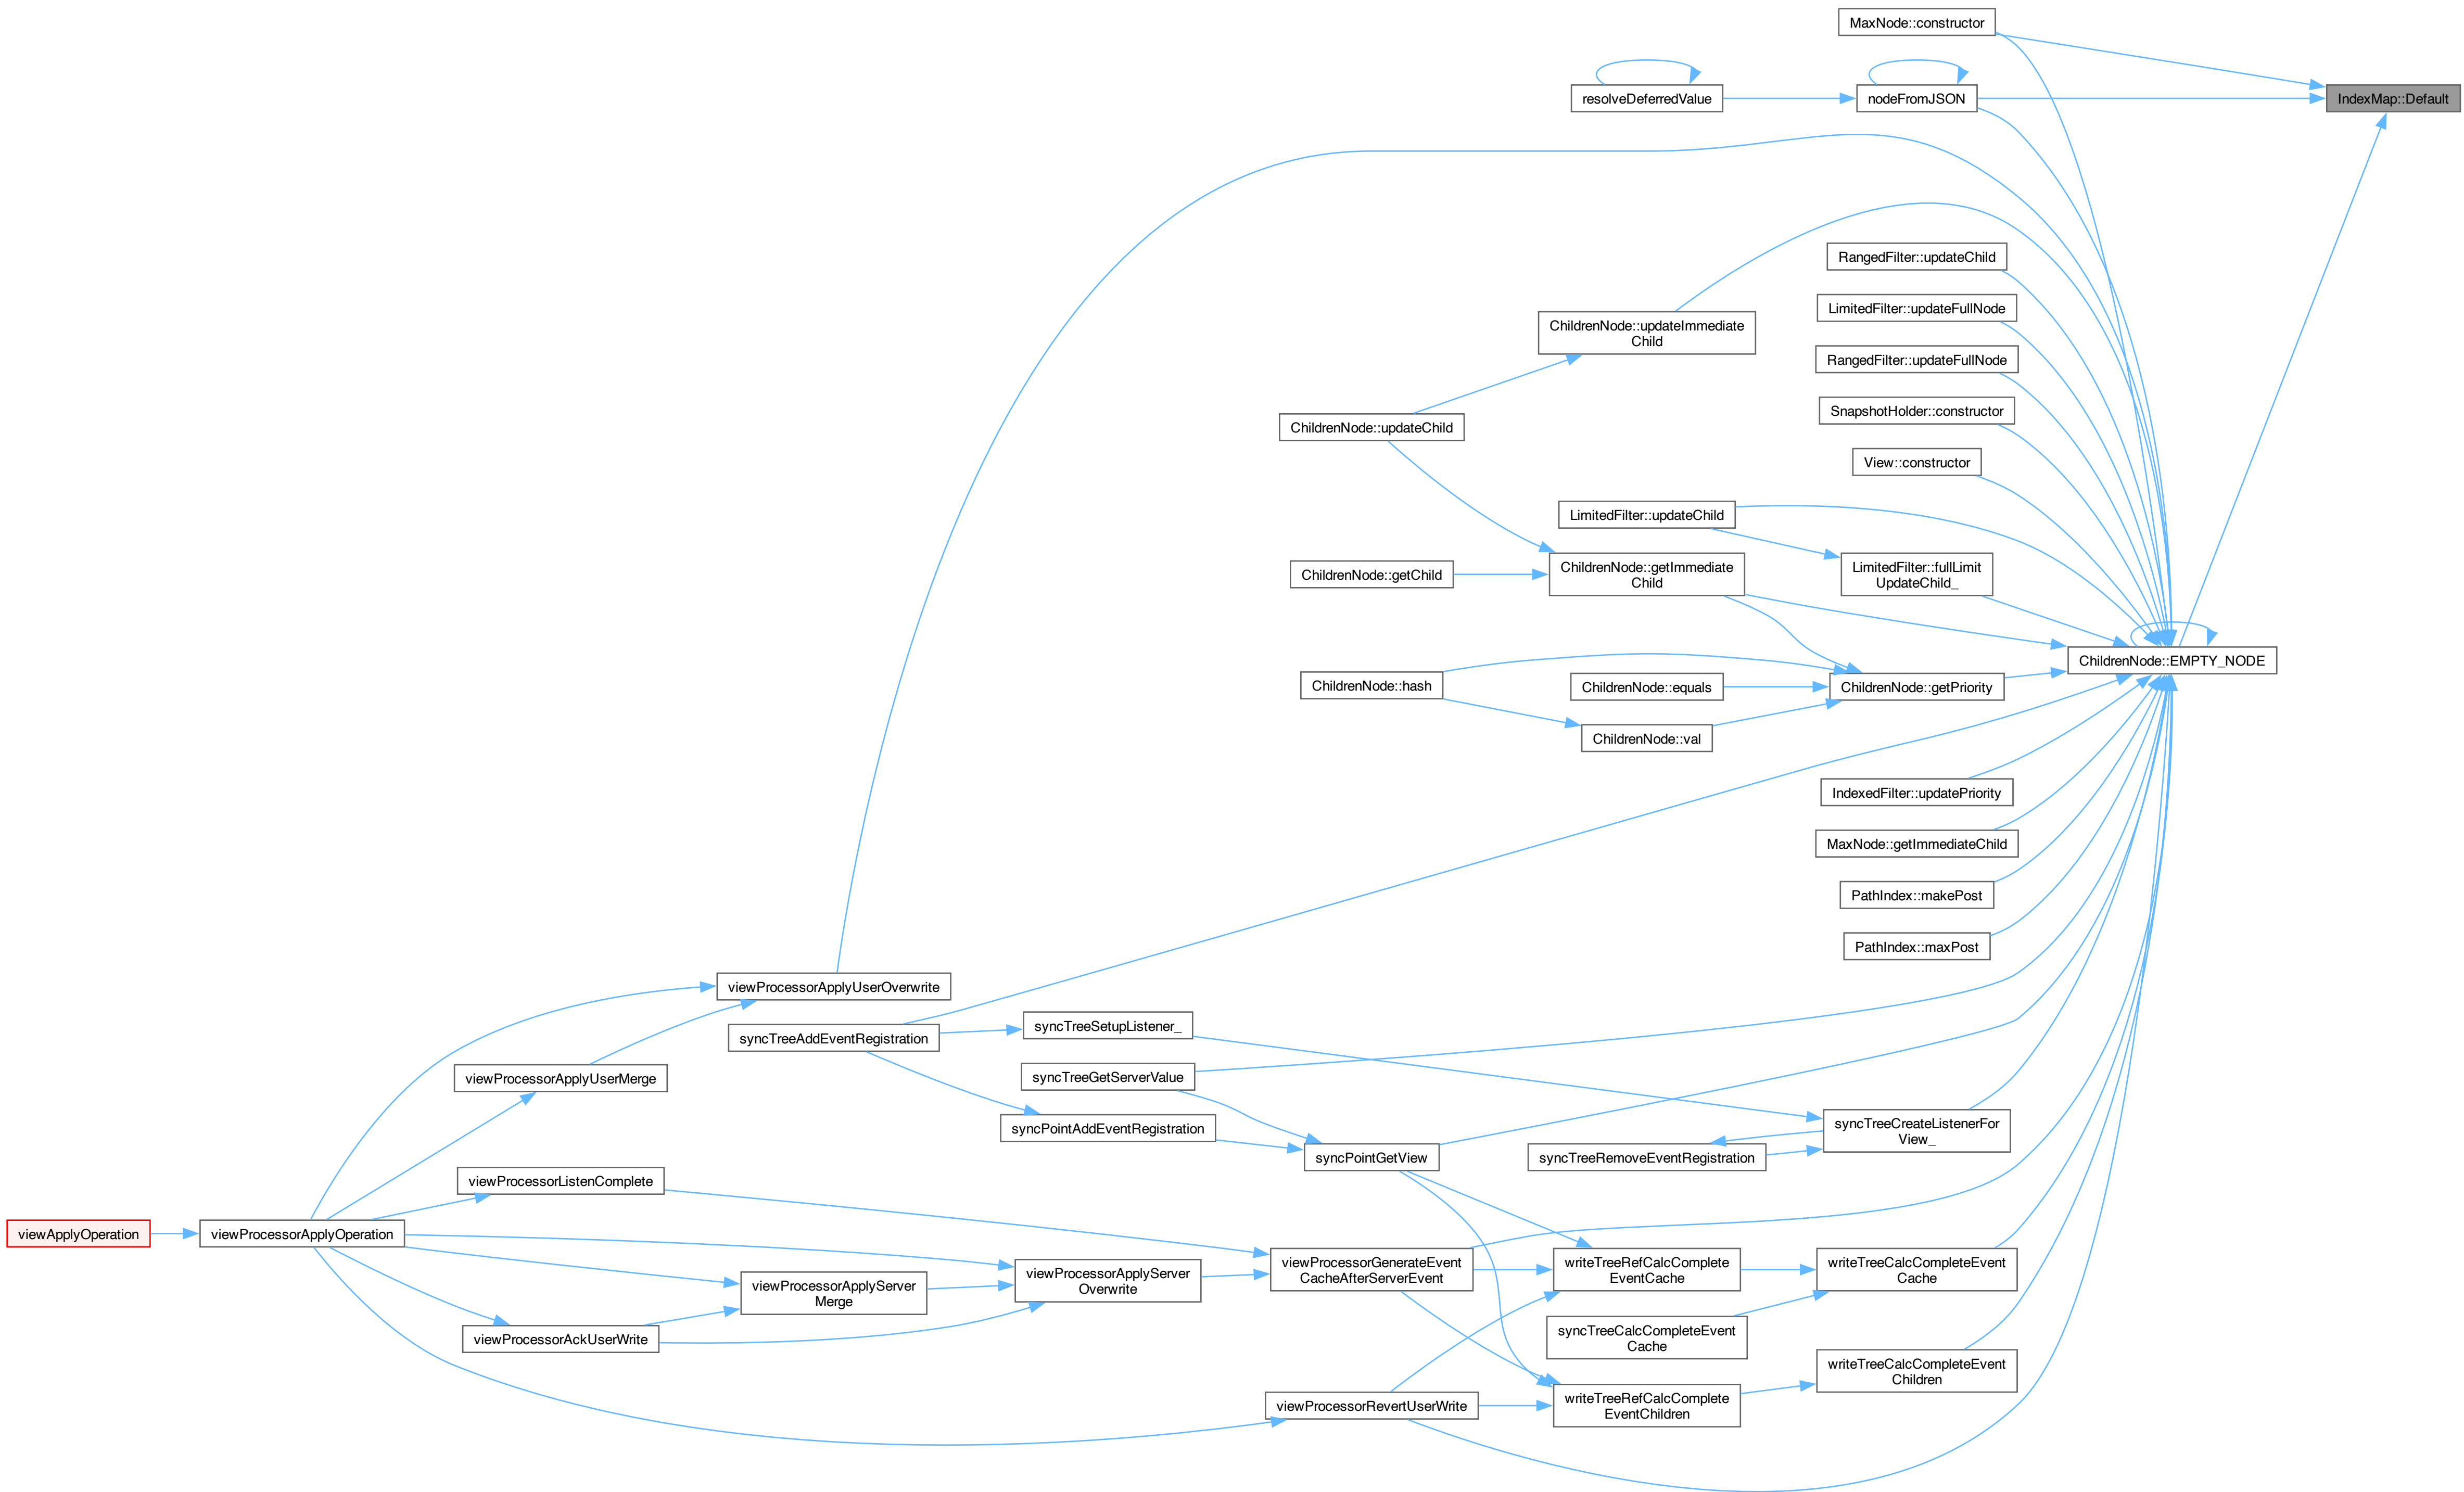 MaxNode::constructor
resolveDeferredValue
nodeFromJSON
IndexMap::Default
RangedFilter::updateChild
LimitedFilter::updateFullNode
ChildrenNode::updateImmediate
Child
RangedFilter::updateFullNode
SnapshotHolder::constructor
ChildrenNode::updateChild
View::constructor
LimitedFilter::updateChild
ChildrenNode::getChild
ChildrenNode::getImmediate
Child
LimitedFilter::fullLimit
UpdateChild_
ChildrenNode::EMPTY_NODE
ChildrenNode::hash
ChildrenNode::equals
ChildrenNode::getPriority
ChildrenNode::val
IndexedFilter::updatePriority
MaxNode::getImmediateChild
PathIndex::makePost
PathIndex::maxPost
viewProcessorApplyUserOverwrite
syncTreeAddEventRegistration
syncTreeSetupListener_
viewProcessorApplyUserMerge
syncTreeGetServerValue
syncPointAddEventRegistration
syncTreeCreateListenerFor
View_
syncPointGetView
syncTreeRemoveEventRegistration
viewProcessorListenComplete
viewApplyOperation
viewProcessorApplyOperation
viewProcessorApplyServer
Merge
viewProcessorApplyServer
Overwrite
viewProcessorGenerateEvent
CacheAfterServerEvent
writeTreeRefCalcComplete
EventCache
writeTreeCalcCompleteEvent
Cache
viewProcessorAckUserWrite
syncTreeCalcCompleteEvent
Cache
writeTreeCalcCompleteEvent
Children
viewProcessorRevertUserWrite
writeTreeRefCalcComplete
EventChildren